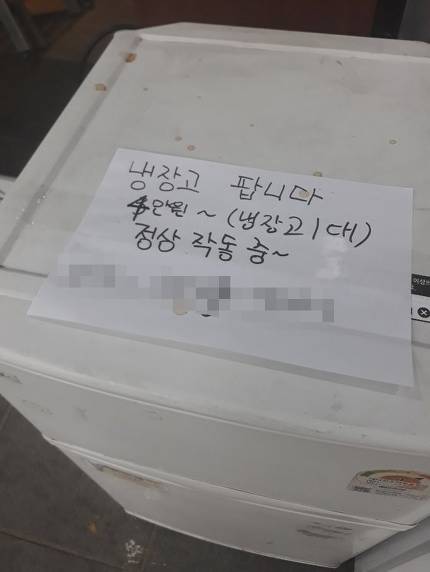 냉장고 팝니다
4만원 ~ (냉장고 1대)
정상 작동 중~